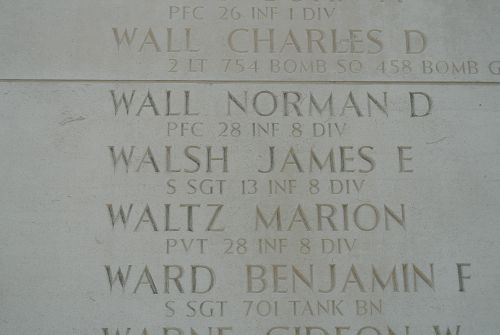 PFC 26 INF 1 DIV
WALL CHARLES D
2 LT 754 BOMB SQ 458 BOMB G
WALL NORMAN D
PFC 28 INF 8 DIV
WALSH JAMES E
S SGT 13 INF 8 DIV
WALTZ MARION
PVT 28 INF 8 DIV
WARD BENJAMIN F
S SGT 701 TANK BN
WARNE GIDEON W